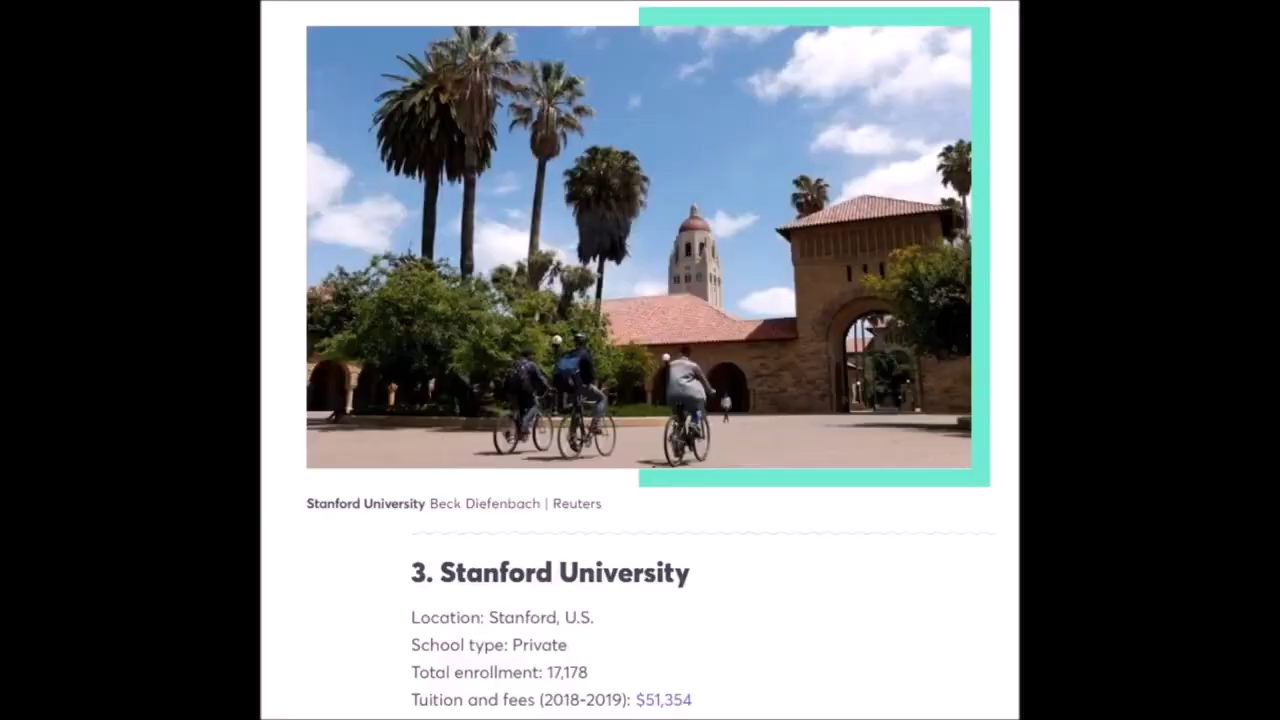 Stanford University Beck Diefenbach | Reuters
3. Stanford University
Location: Stanford, U.S.
School type: Private
Total enrollment: 17,178
Tuition and fees (2018-2019): $51,354